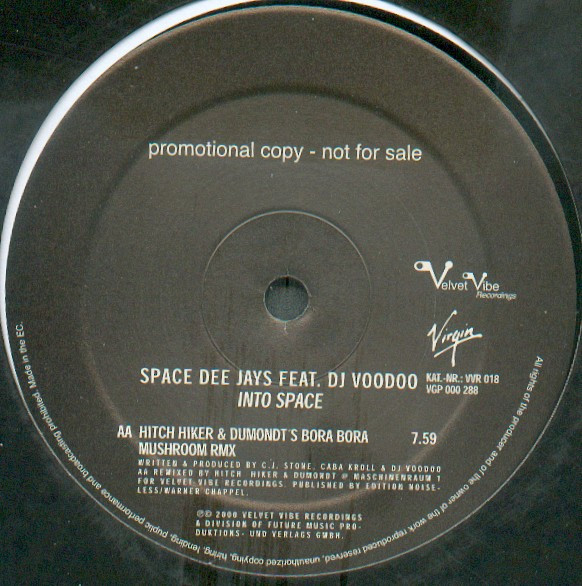 promotional copy - not for sale
Velvet Vibe
Recordings
Virgin
SPACE DEE JAYS FEAT. DJ VOODOO
INTO SPACE
KAT.-NR.: VVR 018
VGP 000 288
AA HITCH HIKER & DUMONDT'S BORA BORA 7.59
MUSHROOM RMX
WRITTEN & PRODUCED BY C.J. STONE, CABA KROLL & DJ VOODOO
AA REMIXED BY HITCH HIKER & DUMONDT @ MASCHINENRAUM 1
FOR VELVET VIBE RECORDINGS. PUBLISHED BY EDITION NOISE-
LESS/WARNER CHAPPEL.
©℗ 2000 VELVET VIBE RECORDINGS
A DIVISION OF FUTURE MUSIC PRO-
DUKTIONS- UND VERLAGS GMBH.
All rights of the producer and of the owner of the work reproduced reserved, unauthorized copying, hiring, lending, public performance and broadcasting prohibited. Made in the EC.